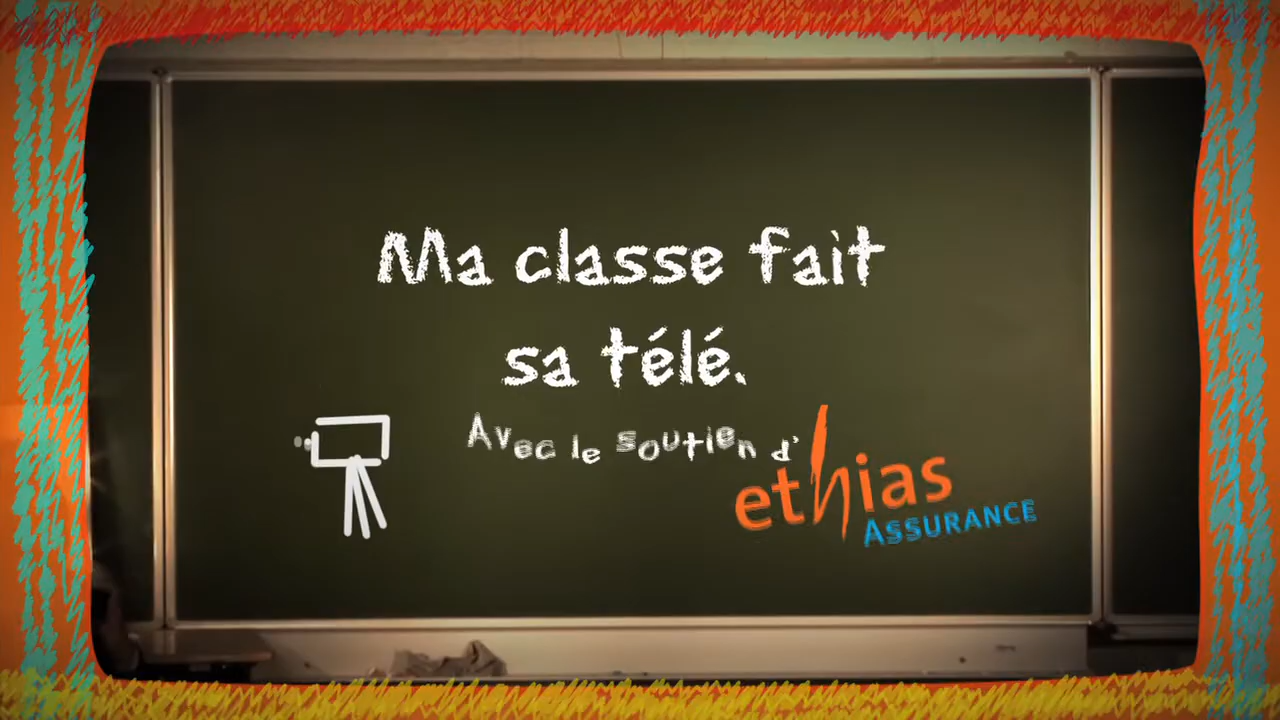 Ma classe fait
sa télé.
Avec le soutien d'
ethias
ASSURANCE